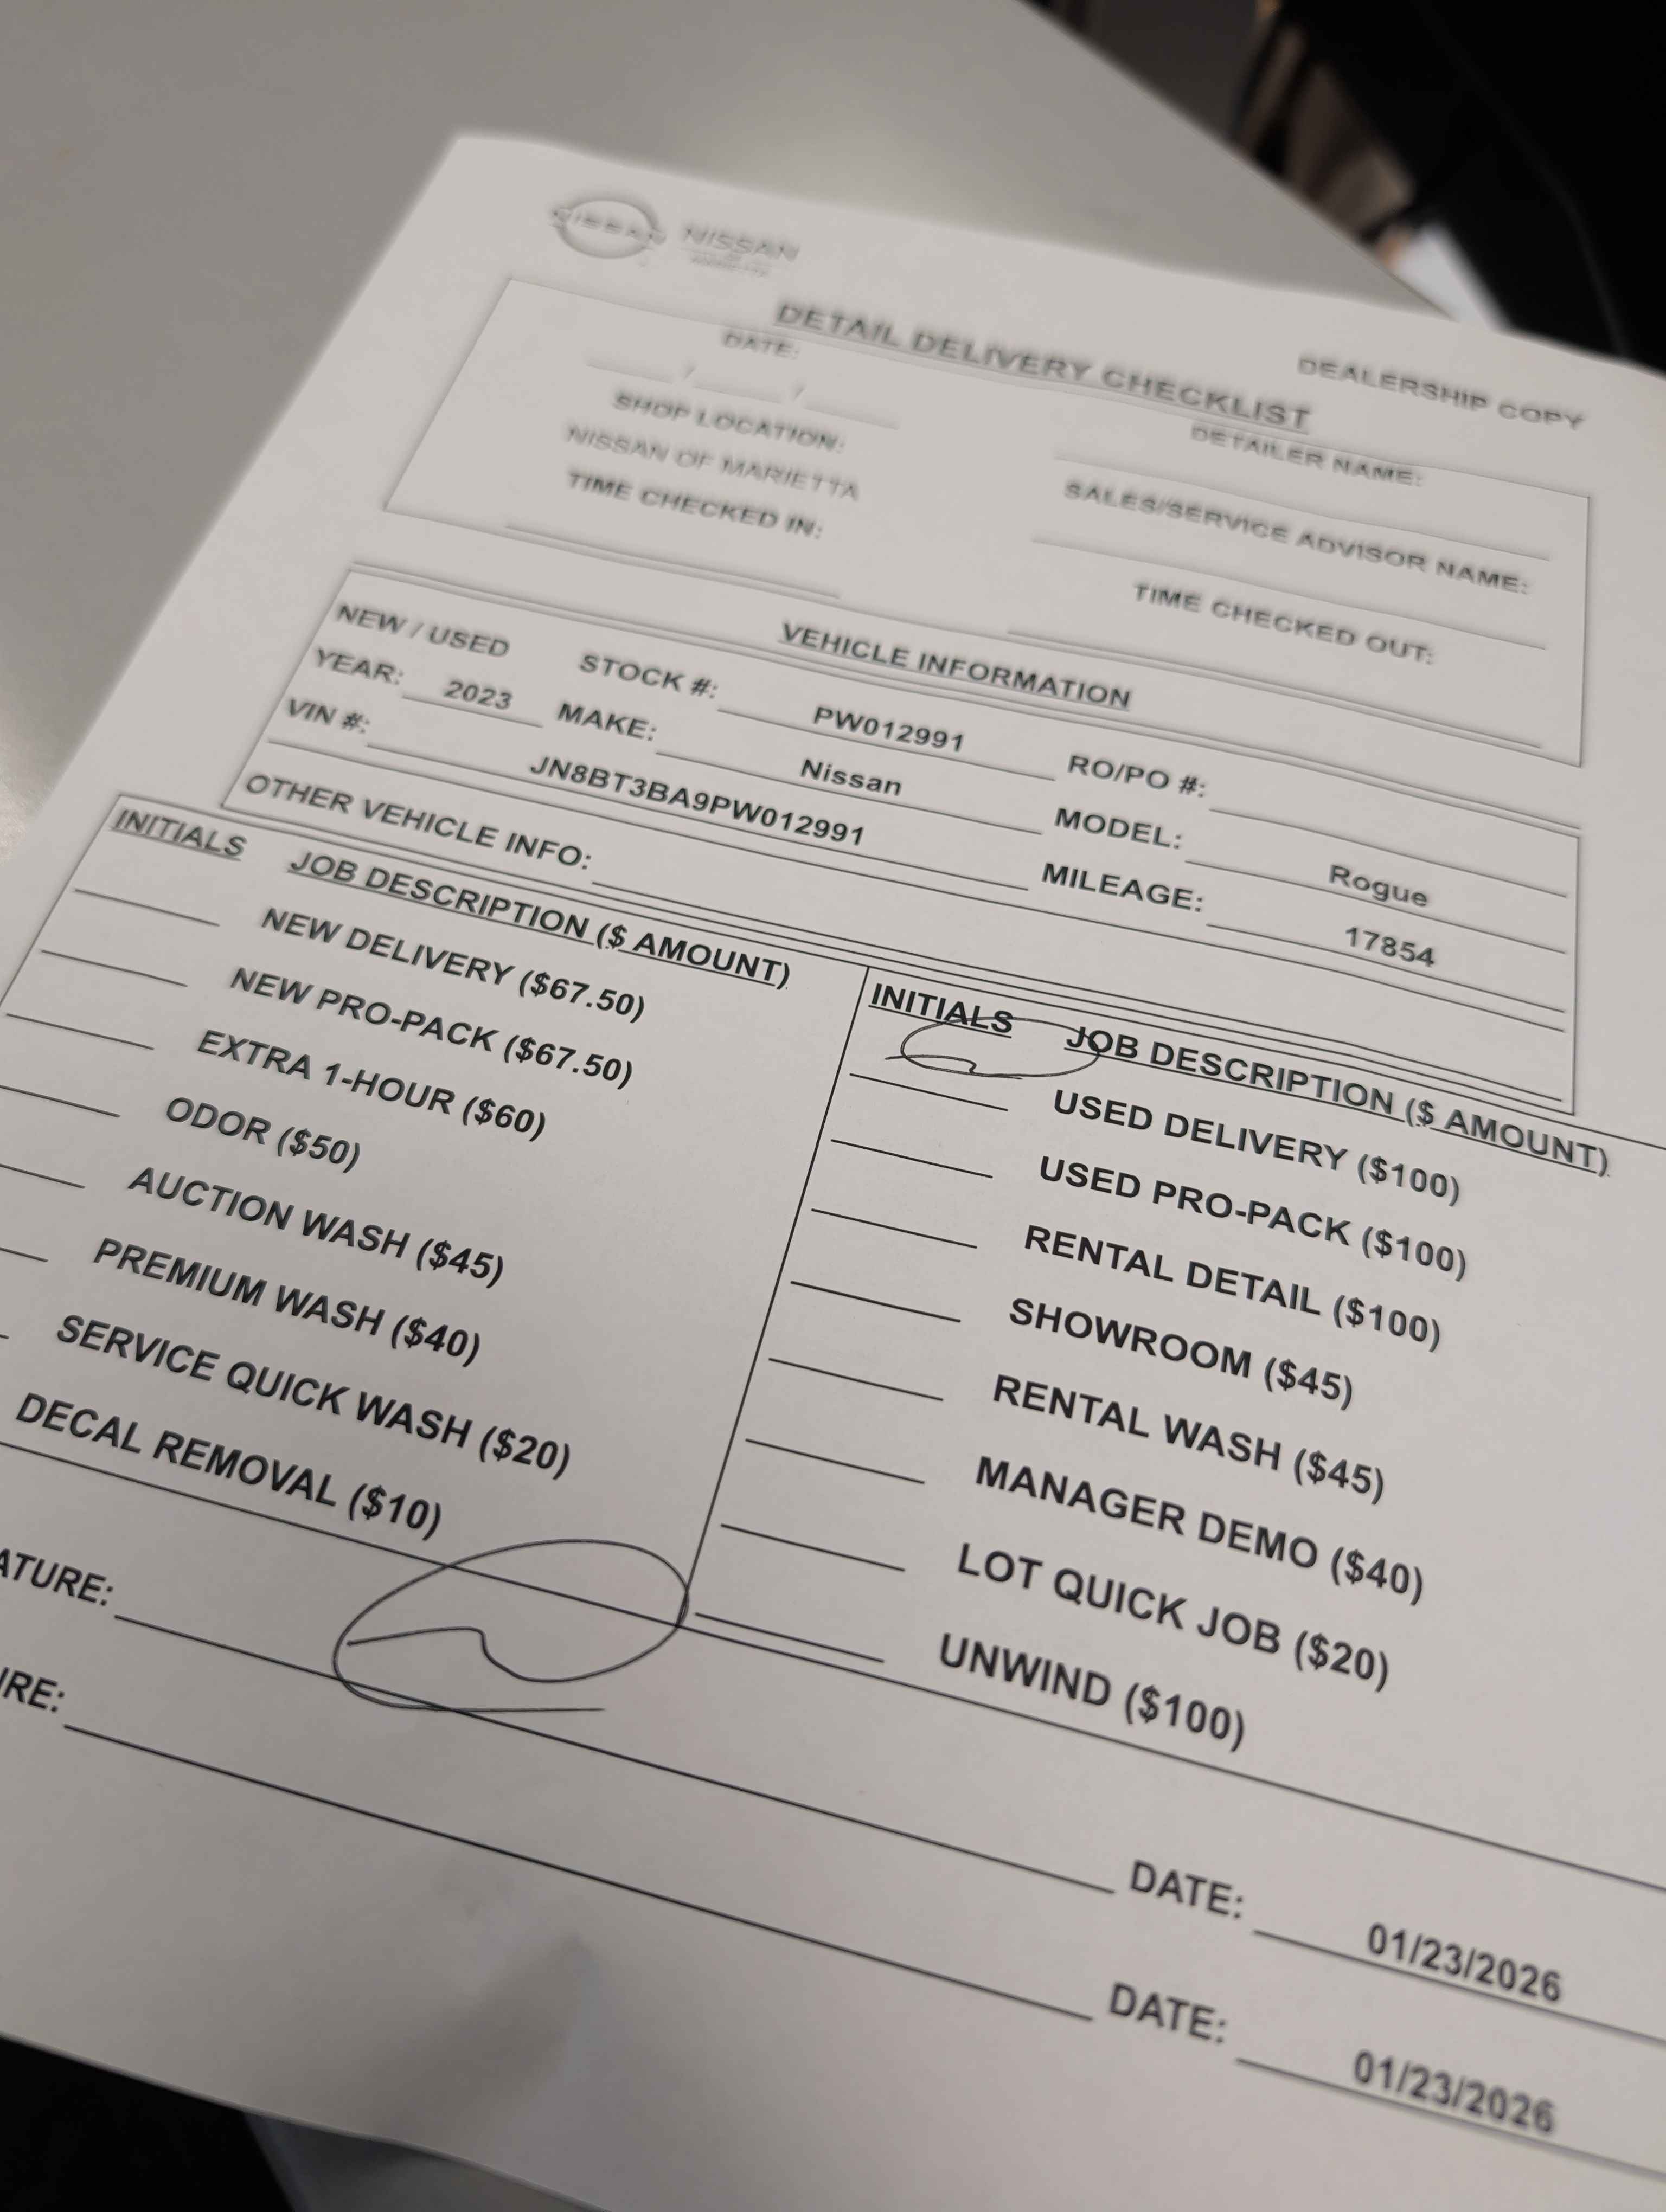 NISSAN NISSAN
DETAIL DELIVERY CHECKLIST
DEALERSHIP COPY
DATE:
/ /
SHOP LOCATION:
NISSAN OF MARIETTA
TIME CHECKED IN:
DETAILER NAME:
SALES/SERVICE ADVISOR NAME:
TIME CHECKED OUT:
VEHICLE INFORMATION
NEW / USED STOCK #: PW012991 RO/PO #:
YEAR: 2023 MAKE: Nissan MODEL: Rogue
VIN #: JN8BT3BA9PW012991 MILEAGE: 17854
OTHER VEHICLE INFO:
INITIALS JOB DESCRIPTION ($ AMOUNT)
NEW DELIVERY ($67.50)
NEW PRO-PACK ($67.50)
EXTRA 1-HOUR ($60)
ODOR ($50)
AUCTION WASH ($45)
PREMIUM WASH ($40)
SERVICE QUICK WASH ($20)
DECAL REMOVAL ($10)
INITIALS JOB DESCRIPTION ($ AMOUNT)
USED DELIVERY ($100)
USED PRO-PACK ($100)
RENTAL DETAIL ($100)
SHOWROOM ($45)
RENTAL WASH ($45)
MANAGER DEMO ($40)
LOT QUICK JOB ($20)
UNWIND ($100)
ATURE: DATE: 01/23/2026
IRE: DATE: 01/23/2026